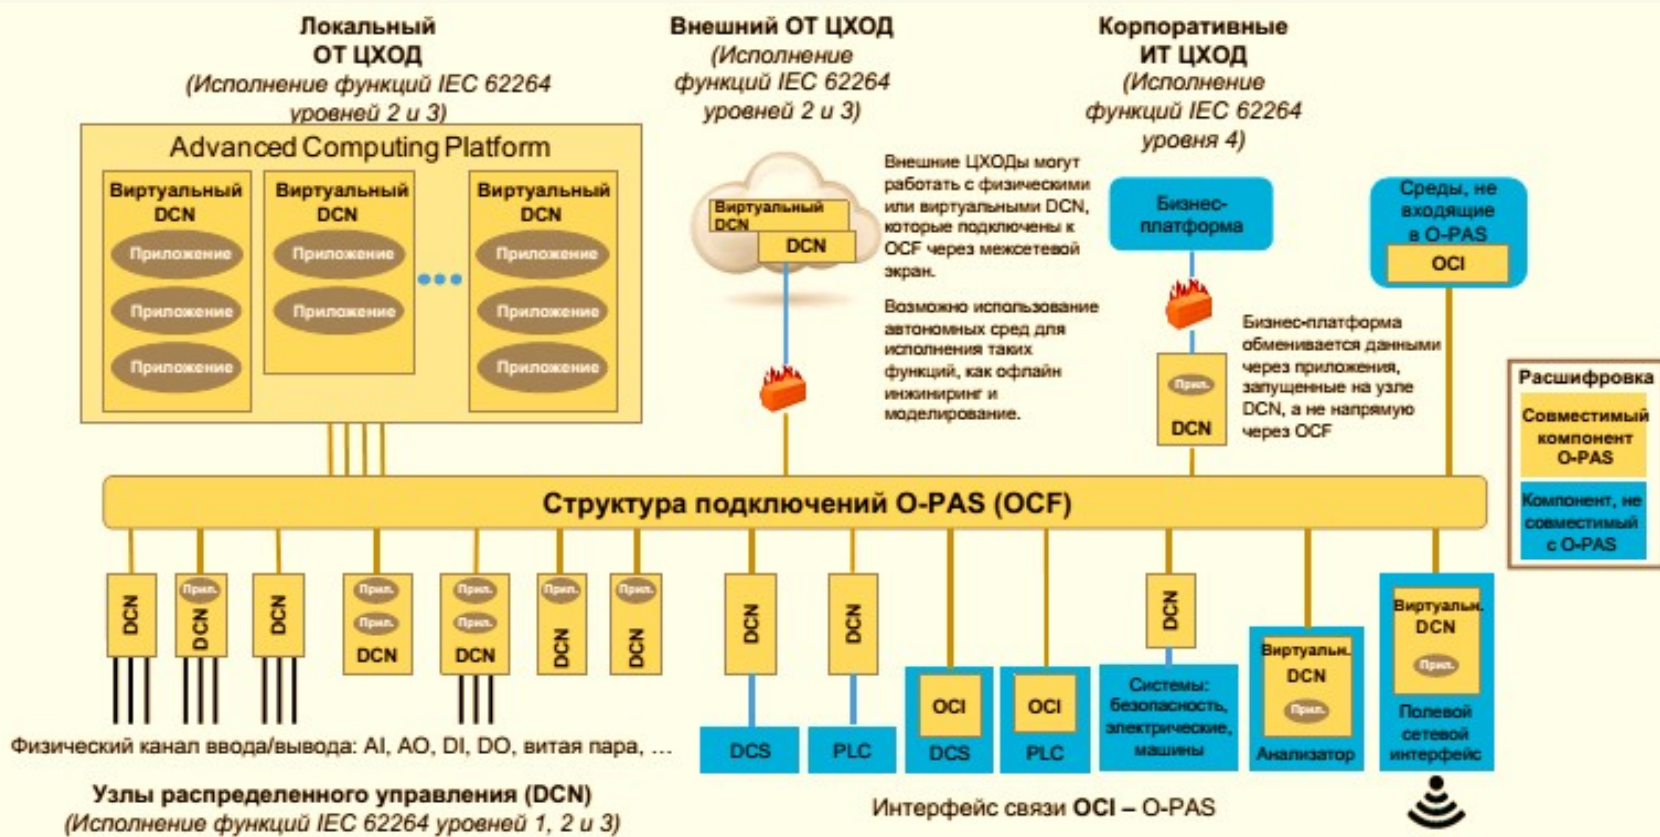 Локальный
ОТ ЦХОД
(Исполнение функций IEC 62264
уровней 2 и 3)
Внешний ОТ ЦХОД
(Исполнение
функций IEC 62264
уровней 2 и 3)
Корпоративные
ИТ ЦХОД
(Исполнение
функций IEC 62264
уровня 4)
Advanced Computing Platform
Виртуальный
DCN
Приложение
Приложение
Приложение
Виртуальный
DCN
Приложение
Приложение
Виртуальный
DCN
Приложение
Приложение
Приложение
Виртуальный
DCN
DCN
Внешние ЦХОДы могут
работать с физическими
или виртуальными DCN,
которые подключены к
OCF через межсетевой
экран.
Возможно использование
автономных сред для
исполнения таких
функций, как офлайн
инжиниринг и
моделирование.
Бизнес-
платформа
Прил.
DCN
Бизнес-платформа
обменивается данными
через приложения,
запущенные на узле
DCN, а не напрямую
через OCF
Среды, не
входящие
в O-PAS
OCI
Расшифровка
Совместимый
компонент
O-PAS
Компонент, не
совместимый
с O-PAS
Структура подключений O-PAS (OCF)
DCN
Прил.
DCN
DCN
Прил.
Прил.
DCN
Прил.
Прил.
DCN
Прил.
DCN
Прил.
DCN
DCN
DCS
DCN
PLC
OCI
DCS
OCI
PLC
DCN
Системы:
безопасность,
электрические,
машины
Виртуальн.
DCN
Прил.
Анализатор
Виртуальн.
DCN
Прил.
Полевой
сетевой
интерфейс
Физический канал ввода/вывода: AI, AO, DI, DO, витая пара, ...
Узлы распределенного управления (DCN)
(Исполнение функций IEC 62264 уровней 1, 2 и 3)
Интерфейс связи OCI – O-PAS